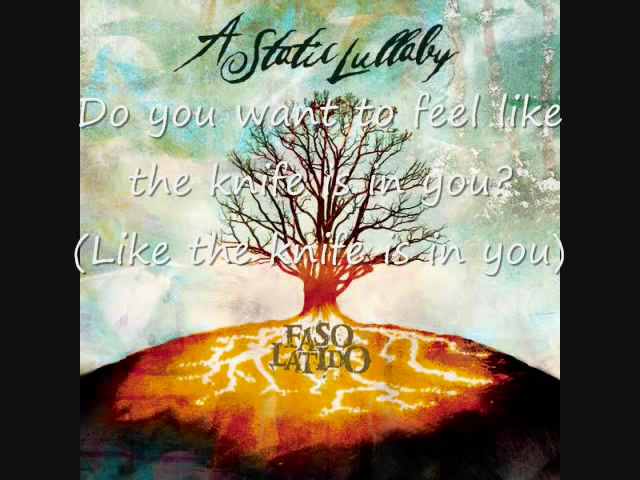 A Static Lullaby
Do you want to feel like
the knife is in you?
(Like the knife is in you)
FASO
LATIDO